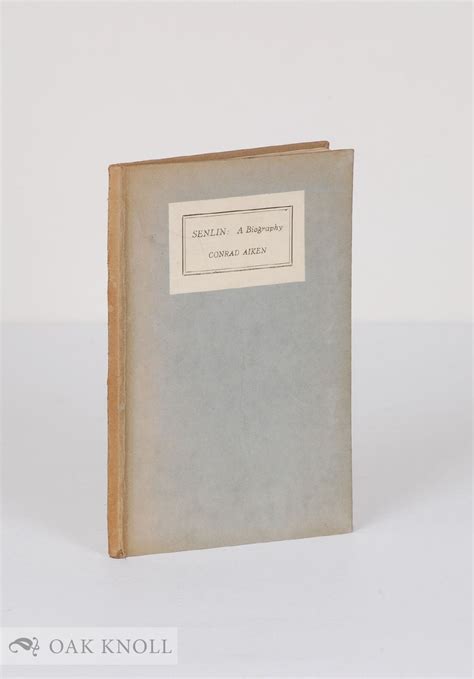 SENLIN: A Biography
CONRAD AIKEN
OAK KNOLL